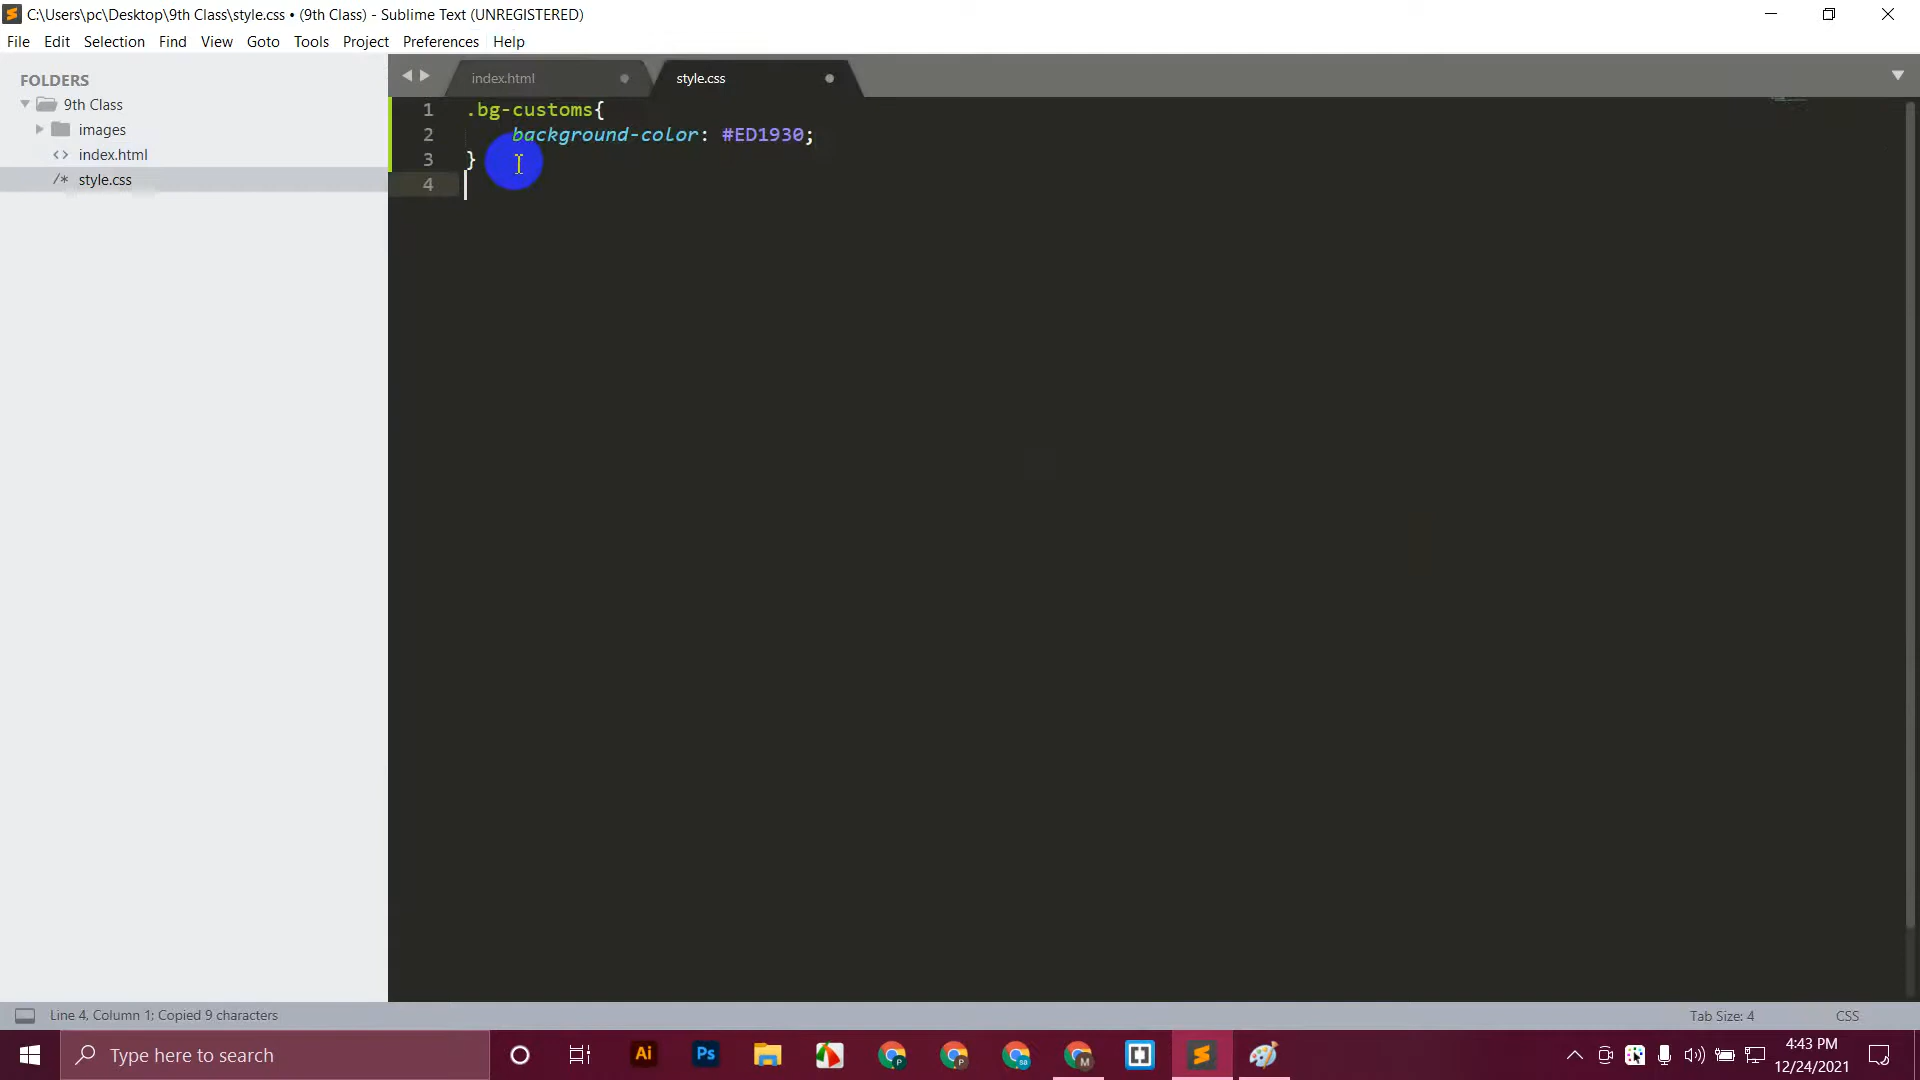 C:\Users\pc\Desktop\9th Class\style.css • (9th Class) - Sublime Text (UNREGISTERED)
File Edit Selection Find View Goto Tools Project Preferences Help
FOLDERS
9th Class
images
<> index.html
/* style.css
index.html
style.css
1 .bg-customs{
2 background-color: #ED1930;
3 }
4
Line 4, Column 1; Copied 9 characters
Tab Size: 4
CSS
Type here to search
Ai
Ps
4:43 PM
12/24/2021